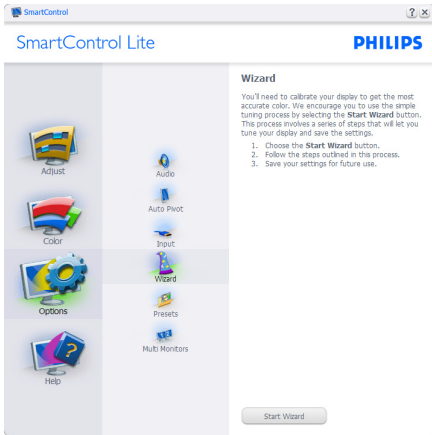 SmartControl
? ×
SmartControl Lite
PHILIPS
Adjust
Color
Options
Help
Audio
Auto Pivot
Input
Wizard
Presets
Multi Monitors
Wizard
You'll need to calibrate your display to get the most
accurate color. We encourage you to use the simple
tuning process by selecting the Start Wizard button.
This process involves a series of steps that will let you
tune your display and save the settings.
1. Choose the Start Wizard button.
2. Follow the steps outlined in this process.
3. Save your settings for future use.
Start Wizard